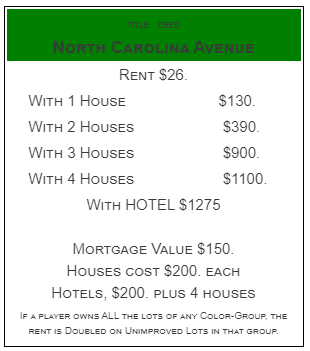 TITLE DEED
NORTH CAROLINA AVENUE
RENT $26.
WITH 1 HOUSE $130.
WITH 2 HOUSES $390.
WITH 3 HOUSES $900.
WITH 4 HOUSES $1100.
WITH HOTEL $1275
MORTGAGE VALUE $150.
HOUSES COST $200. EACH
HOTELS, $200. PLUS 4 HOUSES
IF A PLAYER OWNS ALL THE LOTS OF ANY COLOR-GROUP, THE
RENT IS DOUBLED ON UNIMPROVED LOTS IN THAT GROUP.